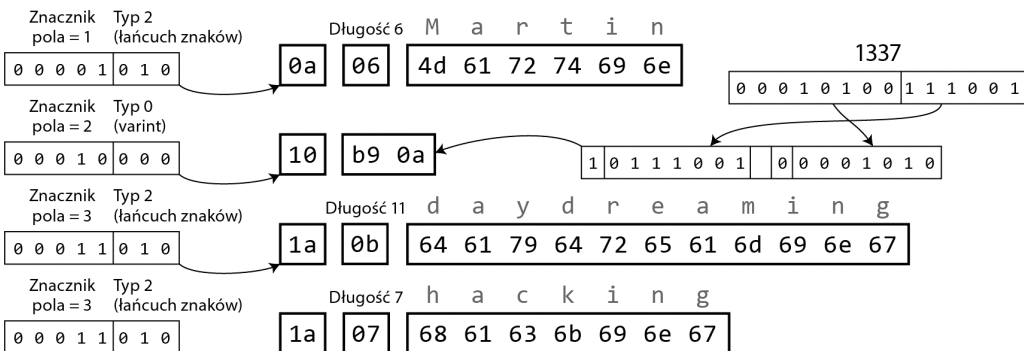 Znacznik pola = 1 Typ 2 (łańcuch znaków)
0 0 0 0 1 0 1 0
Długość 6
M a r t i n
0a 06 4d 61 72 74 69 6e
1337
0 0 0 1 0 1 0 0 1 1 1 0 0 1
Znacznik pola = 2 Typ 0 (varint)
0 0 0 1 0 0 0 0
10 b9 0a
1 0 1 1 1 0 0 1 0 0 0 0 1 0 1 0
Znacznik pola = 3 Typ 2 (łańcuch znaków)
0 0 0 1 1 0 1 0
Długość 11
d a y d r e a m i n g
1a 0b 64 61 79 64 72 65 61 6d 69 6e 67
Znacznik pola = 3 Typ 2 (łańcuch znaków)
0 0 0 1 1 0 1 0
Długość 7
h a c k i n g
1a 07 68 61 63 6b 69 6e 67